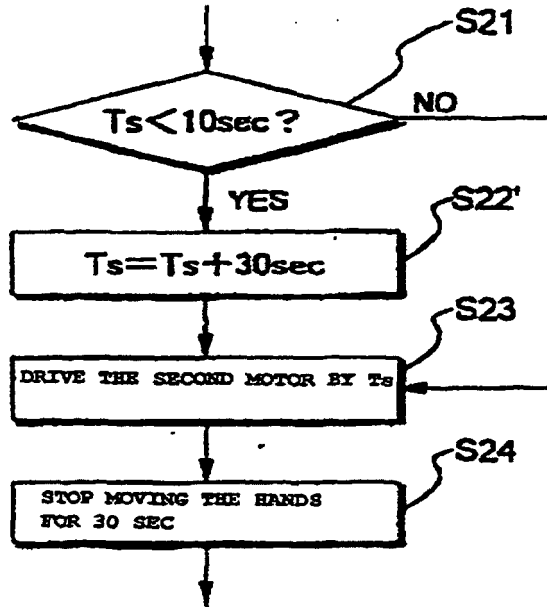 S21
Ts<10sec?
NO
YES
S22'
Ts=Ts+30sec
S23
DRIVE THE SECOND MOTOR BY Ts
S24
STOP MOVING THE HANDS
FOR 30 SEC